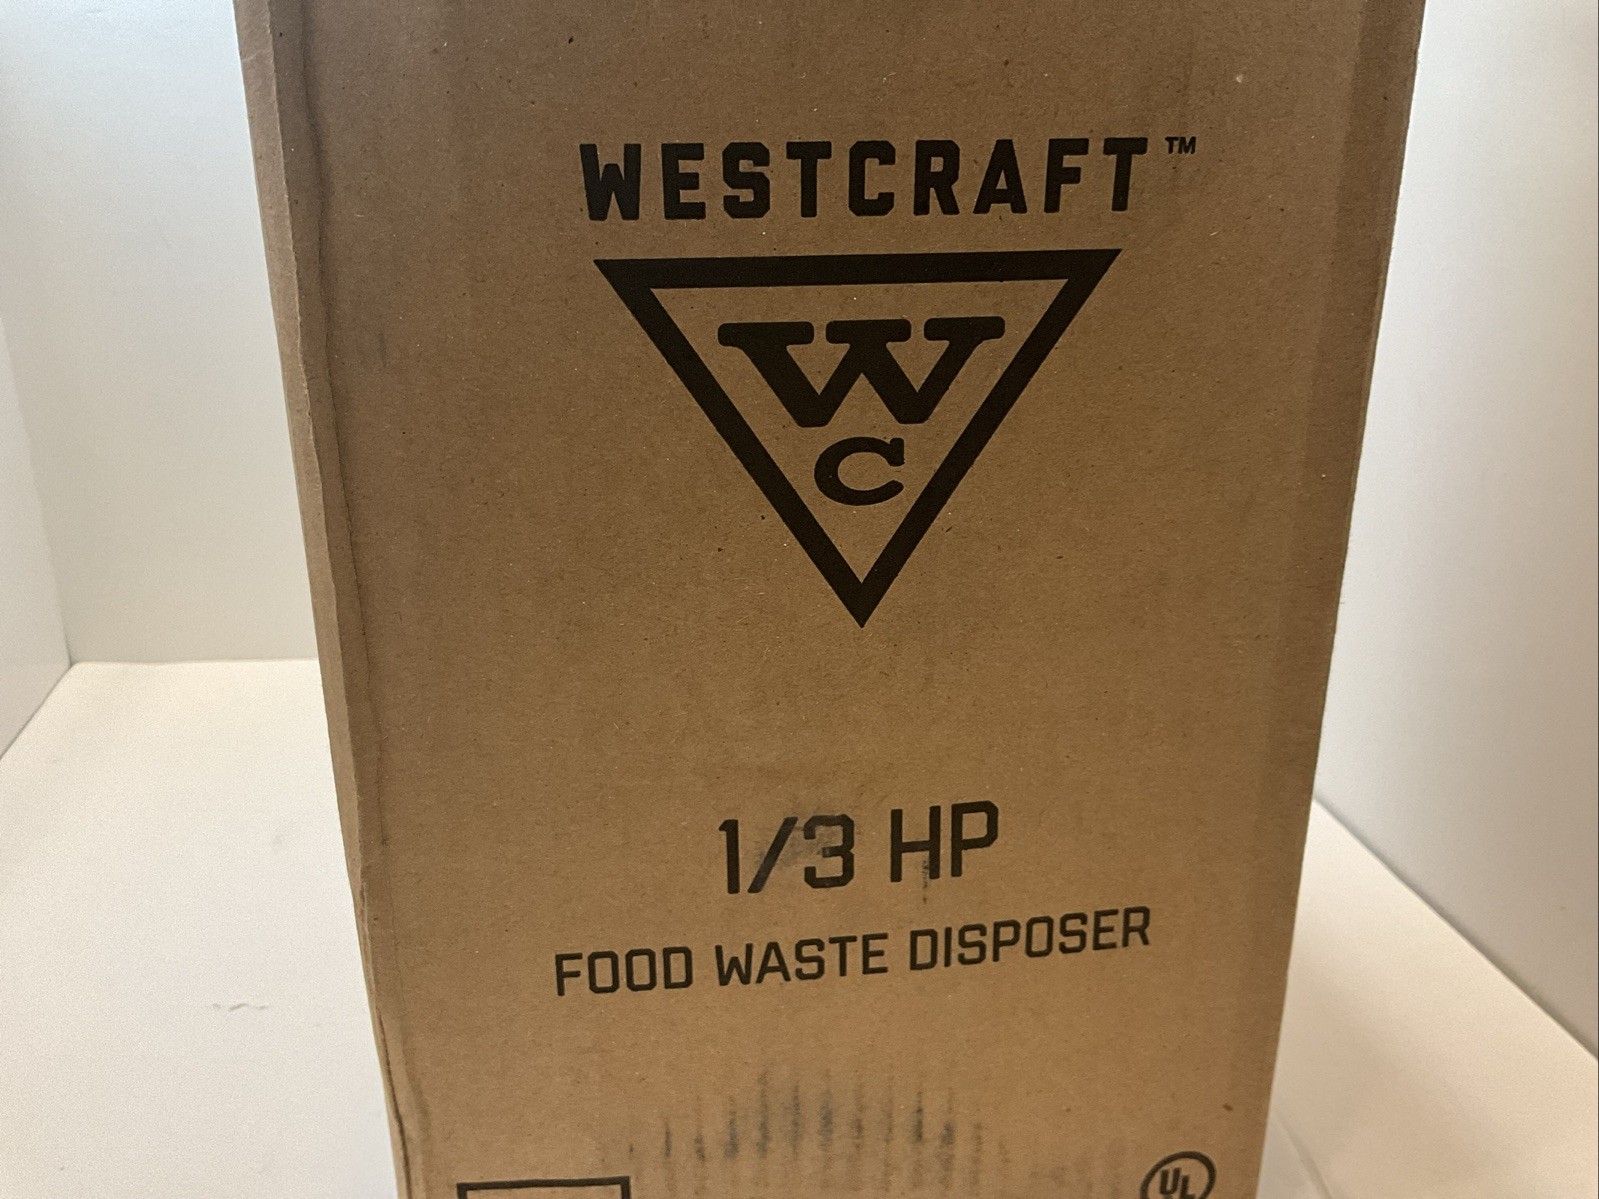 WESTCRAFT™
W
C
1/3 HP
FOOD WASTE DISPOSER
UL